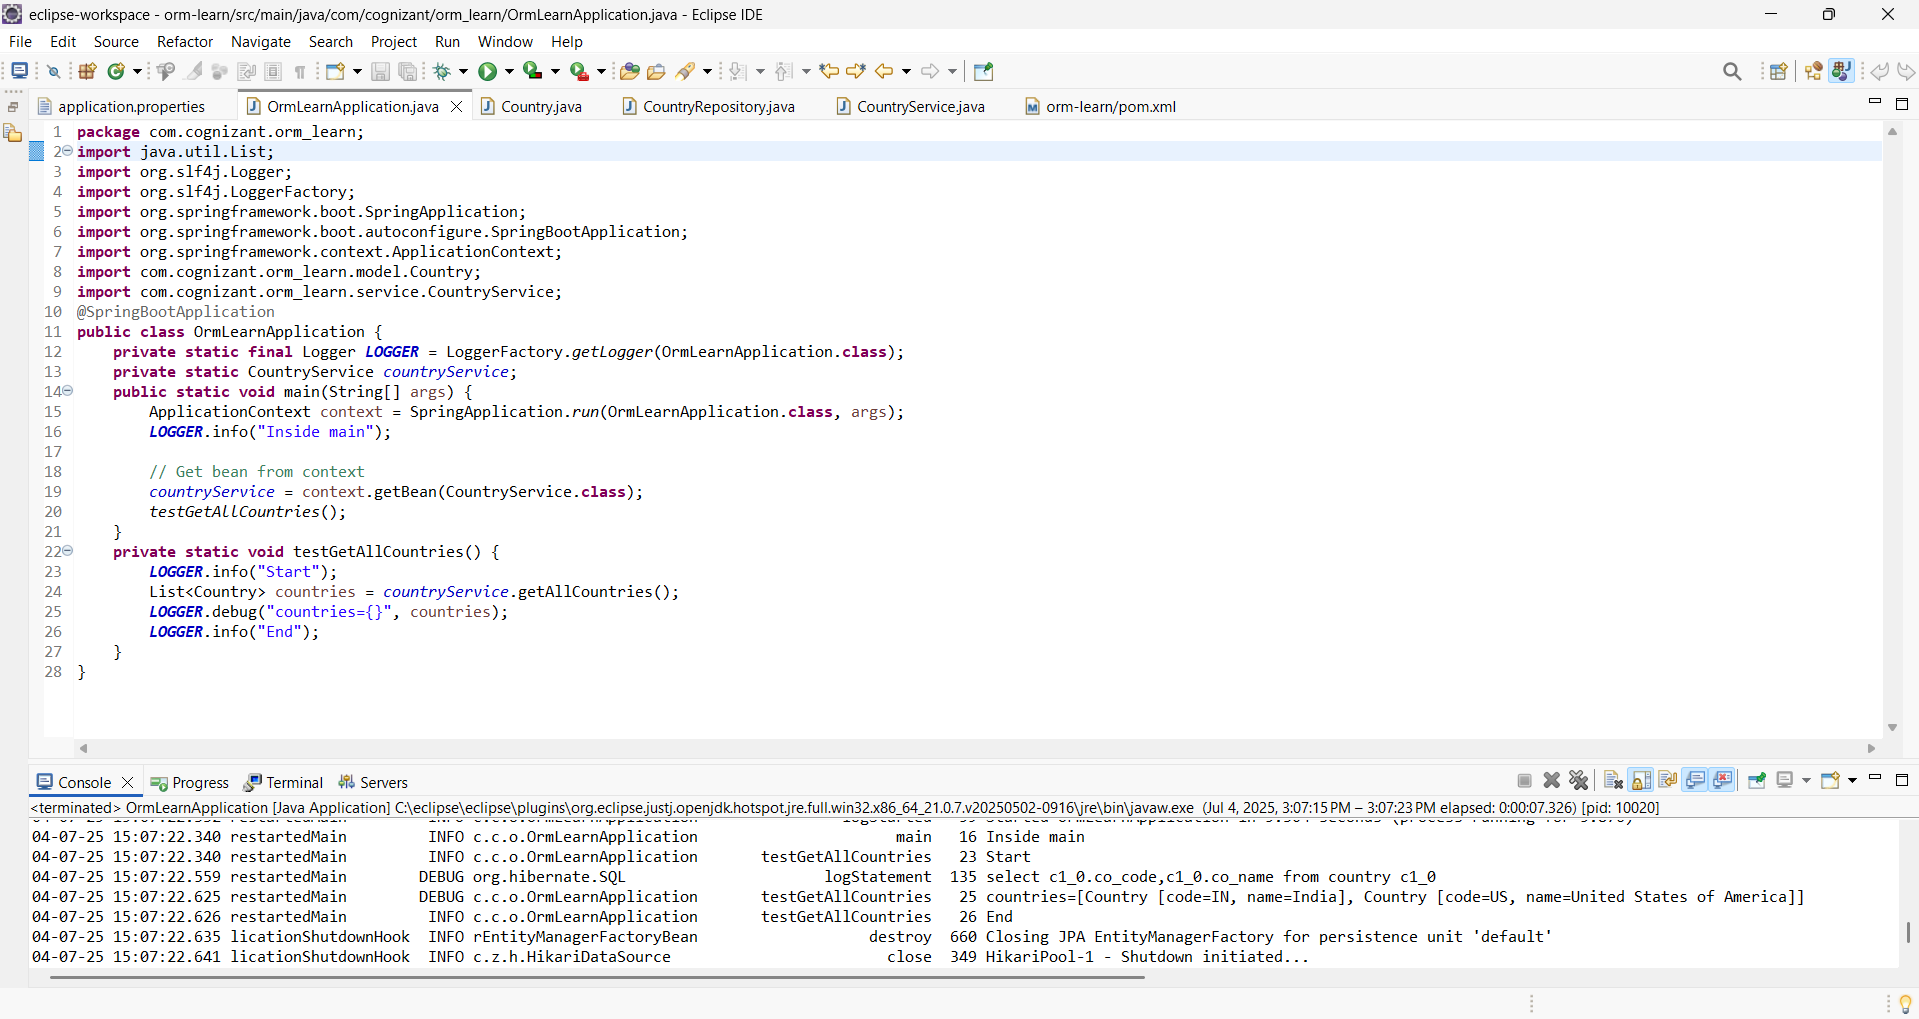 eclipse-workspace - orm-learn/src/main/java/com/cognizant/orm_learn/OrmLearnApplication.java - Eclipse IDE
File Edit Source Refactor Navigate Search Project Run Window Help
application.properties OrmLearnApplication.java Country.java CountryRepository.java CountryService.java orm-learn/pom.xml
1 package com.cognizant.orm_learn;
2 import java.util.List;
3 import org.slf4j.Logger;
4 import org.slf4j.LoggerFactory;
5 import org.springframework.boot.SpringApplication;
6 import org.springframework.boot.autoconfigure.SpringBootApplication;
7 import org.springframework.context.ApplicationContext;
8 import com.cognizant.orm_learn.model.Country;
9 import com.cognizant.orm_learn.service.CountryService;
10 @SpringBootApplication
11 public class OrmLearnApplication {
12     private static final Logger LOGGER = LoggerFactory.getLogger(OrmLearnApplication.class);
13     private static CountryService countryService;
14     public static void main(String[] args) {
15         ApplicationContext context = SpringApplication.run(OrmLearnApplication.class, args);
16         LOGGER.info("Inside main");
17
18         // Get bean from context
19         countryService = context.getBean(CountryService.class);
20         testGetAllCountries();
21     }
22     private static void testGetAllCountries() {
23         LOGGER.info("Start");
24         List<Country> countries = countryService.getAllCountries();
25         LOGGER.debug("countries={}", countries);
26         LOGGER.info("End");
27     }
28 }
Console Progress Terminal Servers
<terminated> OrmLearnApplication [Java Application] C:\eclipse\eclipse\plugins\org.eclipse.justj.openjdk.hotspot.jre.full.win32.x86_64_21.0.7.v20250502-0916\jre\bin\javaw.exe (Jul 4, 2025, 3:07:15 PM – 3:07:23 PM elapsed: 0:00:07.326) [pid: 10020]
04-07-25 15:07:22.340 restartedMain INFO c.c.o.OrmLearnApplication main 16 Inside main
04-07-25 15:07:22.340 restartedMain INFO c.c.o.OrmLearnApplication testGetAllCountries 23 Start
04-07-25 15:07:22.559 restartedMain DEBUG org.hibernate.SQL logStatement 135 select c1_0.co_code,c1_0.co_name from country c1_0
04-07-25 15:07:22.625 restartedMain DEBUG c.c.o.OrmLearnApplication testGetAllCountries 25 countries=[Country [code=IN, name=India], Country [code=US, name=United States of America]]
04-07-25 15:07:22.626 restartedMain INFO c.c.o.OrmLearnApplication testGetAllCountries 26 End
04-07-25 15:07:22.635 licationShutdownHook INFO rEntityManagerFactoryBean destroy 660 Closing JPA EntityManagerFactory for persistence unit 'default'
04-07-25 15:07:22.641 licationShutdownHook INFO c.z.h.HikariDataSource close 349 HikariPool-1 - Shutdown initiated...